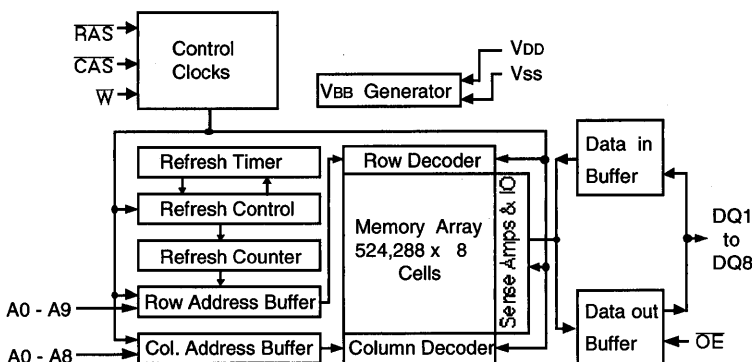 RAS
CAS
W
Control
Clocks
VDD
Vss
VBB Generator
Refresh Timer
Refresh Control
Refresh Counter
Row Address Buffer
Col. Address Buffer
A0 - A9
A0 - A8
Row Decoder
Memory Array
524,288 x 8
Cells
Column Decoder
Sense Amps & IO
Data in
Buffer
Data out
Buffer
DQ1
to
DQ8
OE